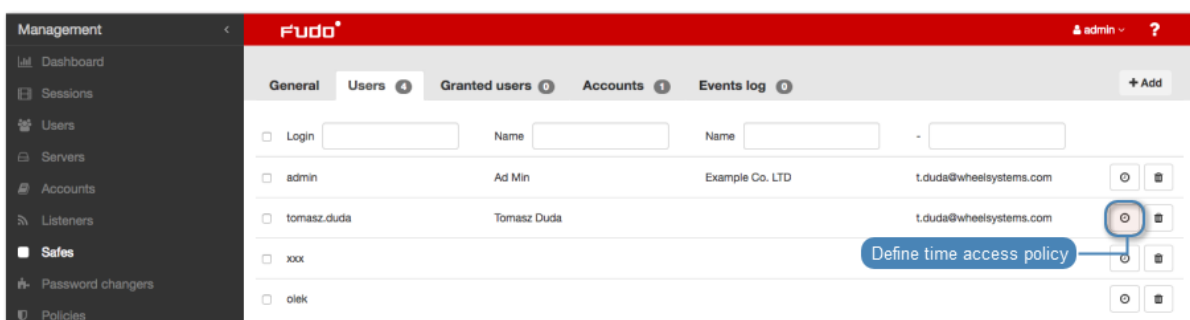 Management
FUDO
admin
?
Dashboard
Sessions
Users
Servers
Accounts
Listeners
Safes
Password changers
Policies
General
Users 4
Granted users 0
Accounts 1
Events log 0
+ Add
Login
Name
Name
-
admin
Ad Min
Example Co. LTD
t.duda@wheelsystems.com
tomasz.duda
Tomasz Duda
t.duda@wheelsystems.com
Define time access policy
xxx
olek